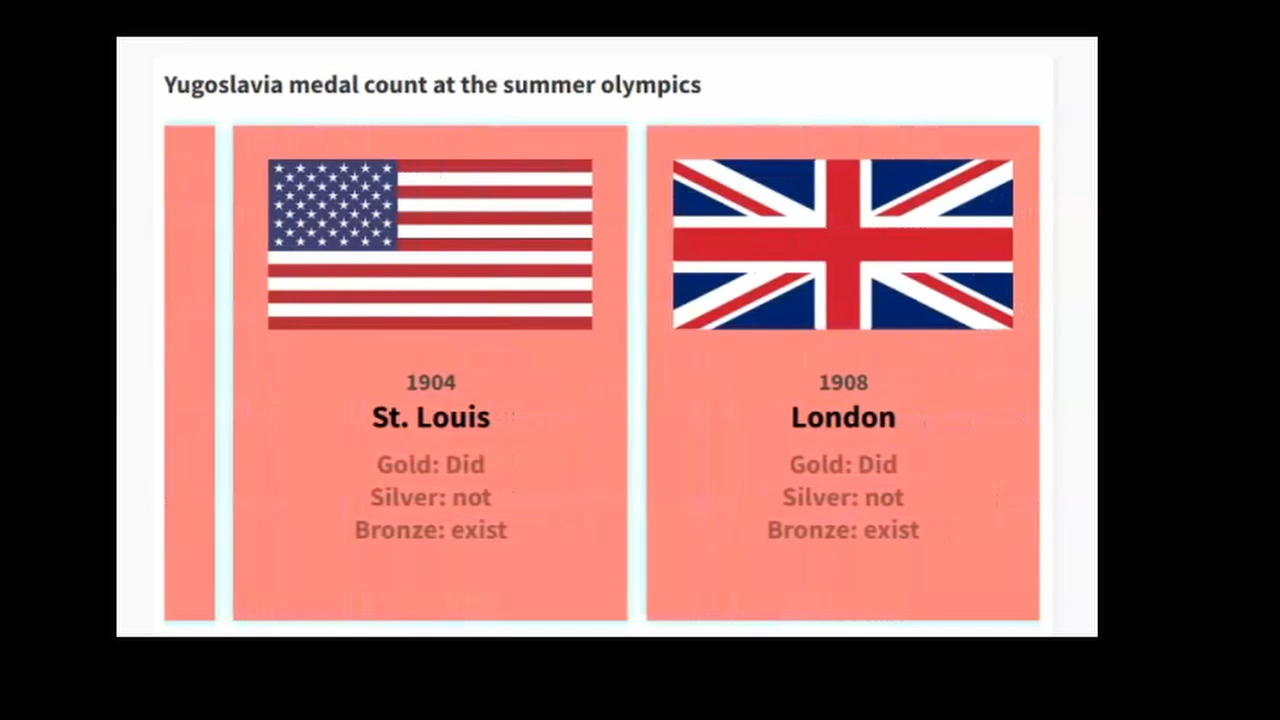 Yugoslavia medal count at the summer olympics
1904
St. Louis
Gold: Did
Silver: not
Bronze: exist
1908
London
Gold: Did
Silver: not
Bronze: exist